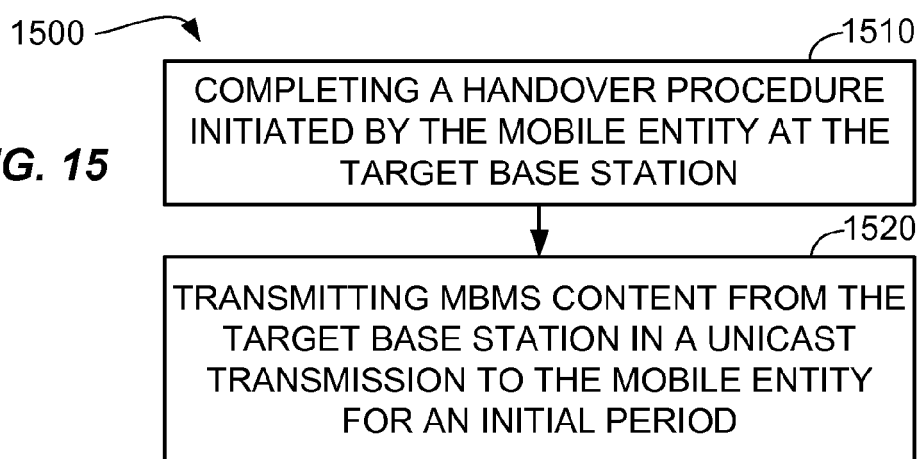 1500
1510
COMPLETING A HANDOVER PROCEDURE
INITIATED BY THE MOBILE ENTITY AT THE
TARGET BASE STATION
G. 15
1520
TRANSMITTING MBMS CONTENT FROM THE
TARGET BASE STATION IN A UNICAST
TRANSMISSION TO THE MOBILE ENTITY
FOR AN INITIAL PERIOD